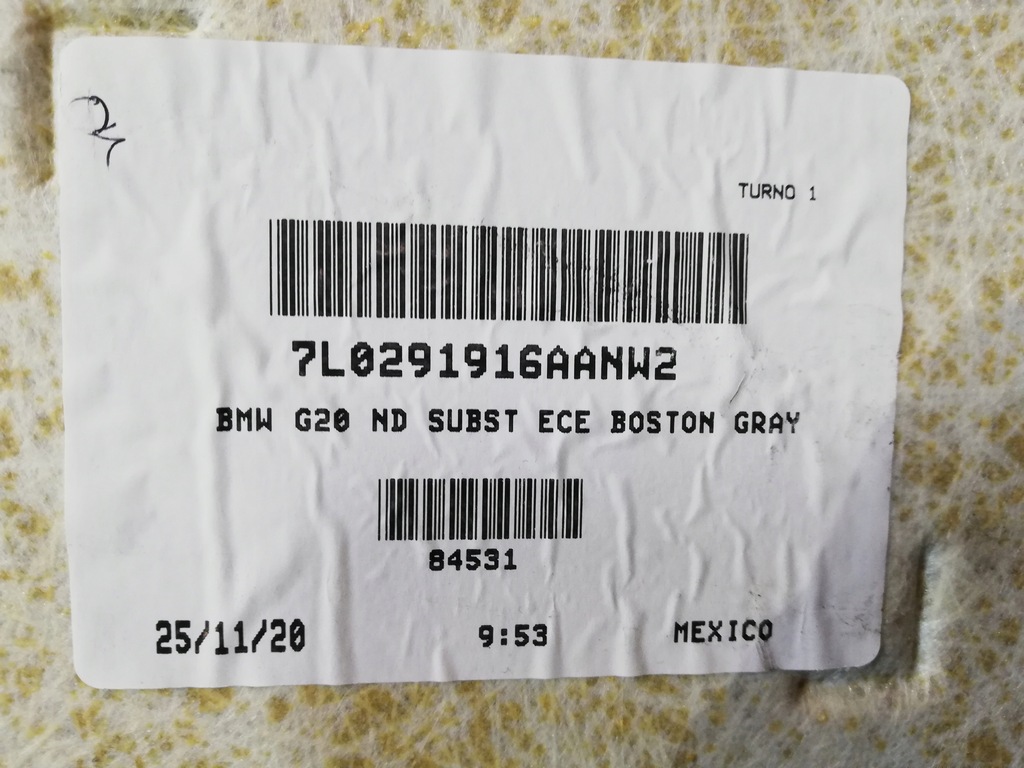 TURNO 1
7L0291916AANW2
BMW G20 ND SUBST ECE BOSTON GRAY
84531
25/11/20 9:53 MEXICO